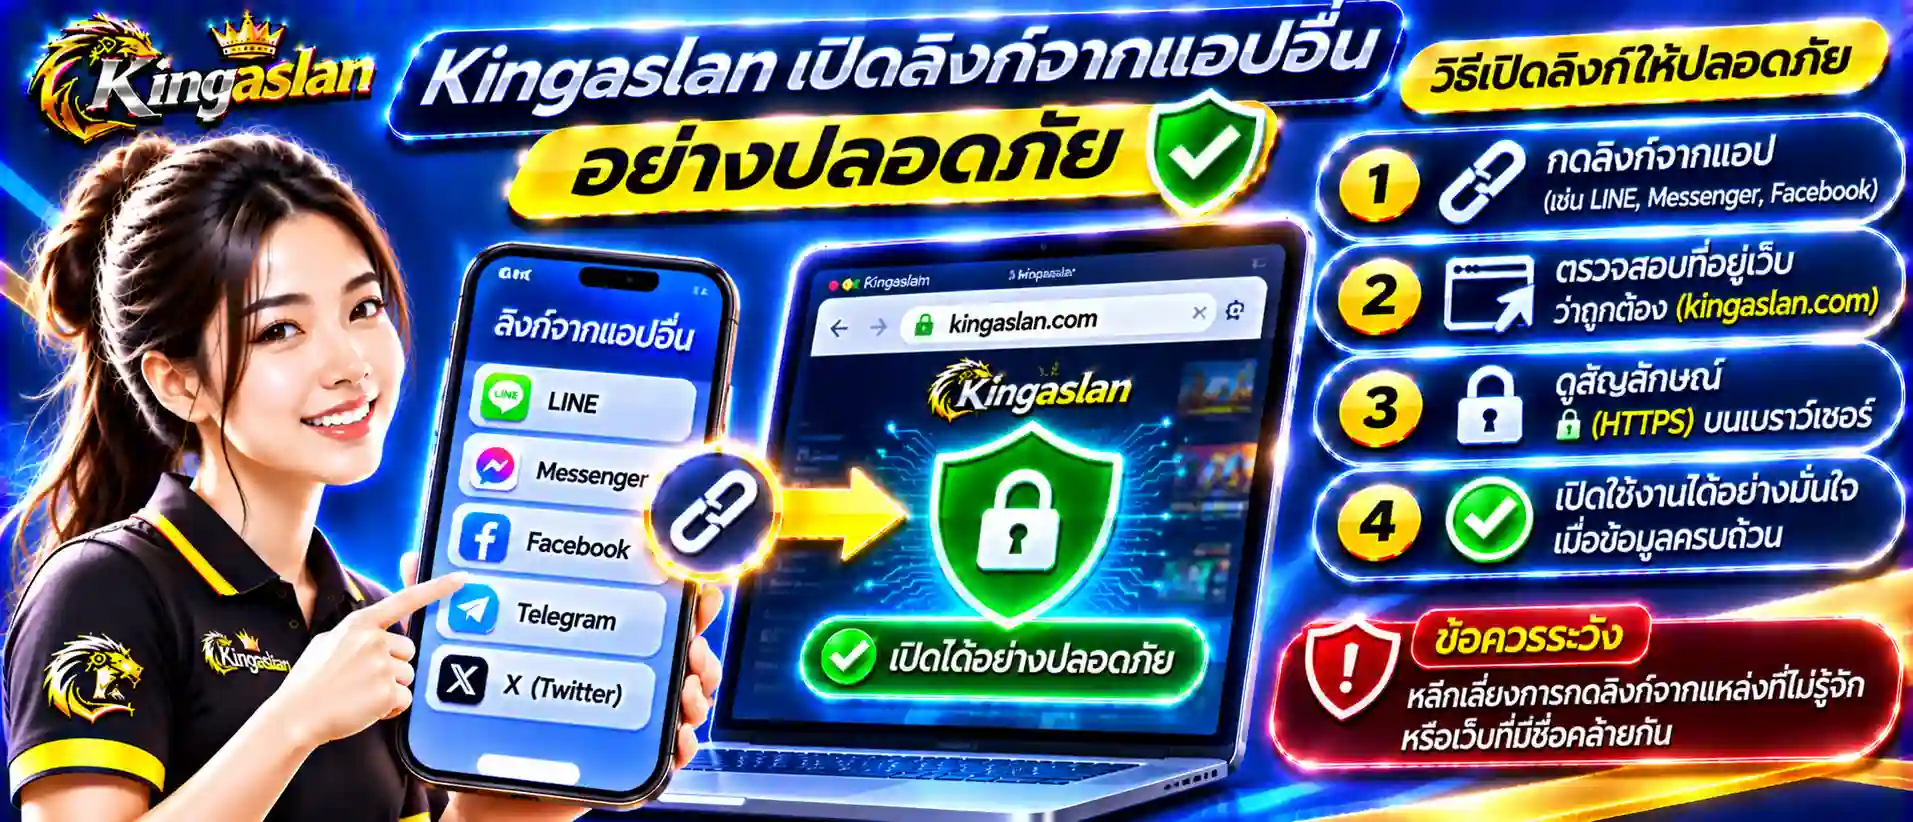 Kingaslan
Kingaslan เปิดลิงก์จากแอปอื่น
อย่างปลอดภัย
ลิงก์จากแอปอื่น
LINE
LINE
Messenger
Facebook
Telegram
X (Twitter)
Kingaslan
Kingaslam
kingaslan.com
Kingaslan
เปิดได้อย่างปลอดภัย
วิธีเปิดลิงก์ให้ปลอดภัย
1
กดลิงก์จากแอป
(เช่น LINE, Messenger, Facebook)
2
ตรวจสอบที่อยู่เว็บ
ว่าถูกต้อง (kingaslan.com)
3
ดูสัญลักษณ์
(HTTPS) บนเบราว์เซอร์
4
เปิดใช้งานได้อย่างมั่นใจ
เมื่อข้อมูลครบถ้วน
ข้อควรระวัง
หลีกเลี่ยงการกดลิงก์จากแหล่งที่ไม่รู้จัก
หรือเว็บที่มีชื่อคล้ายกัน